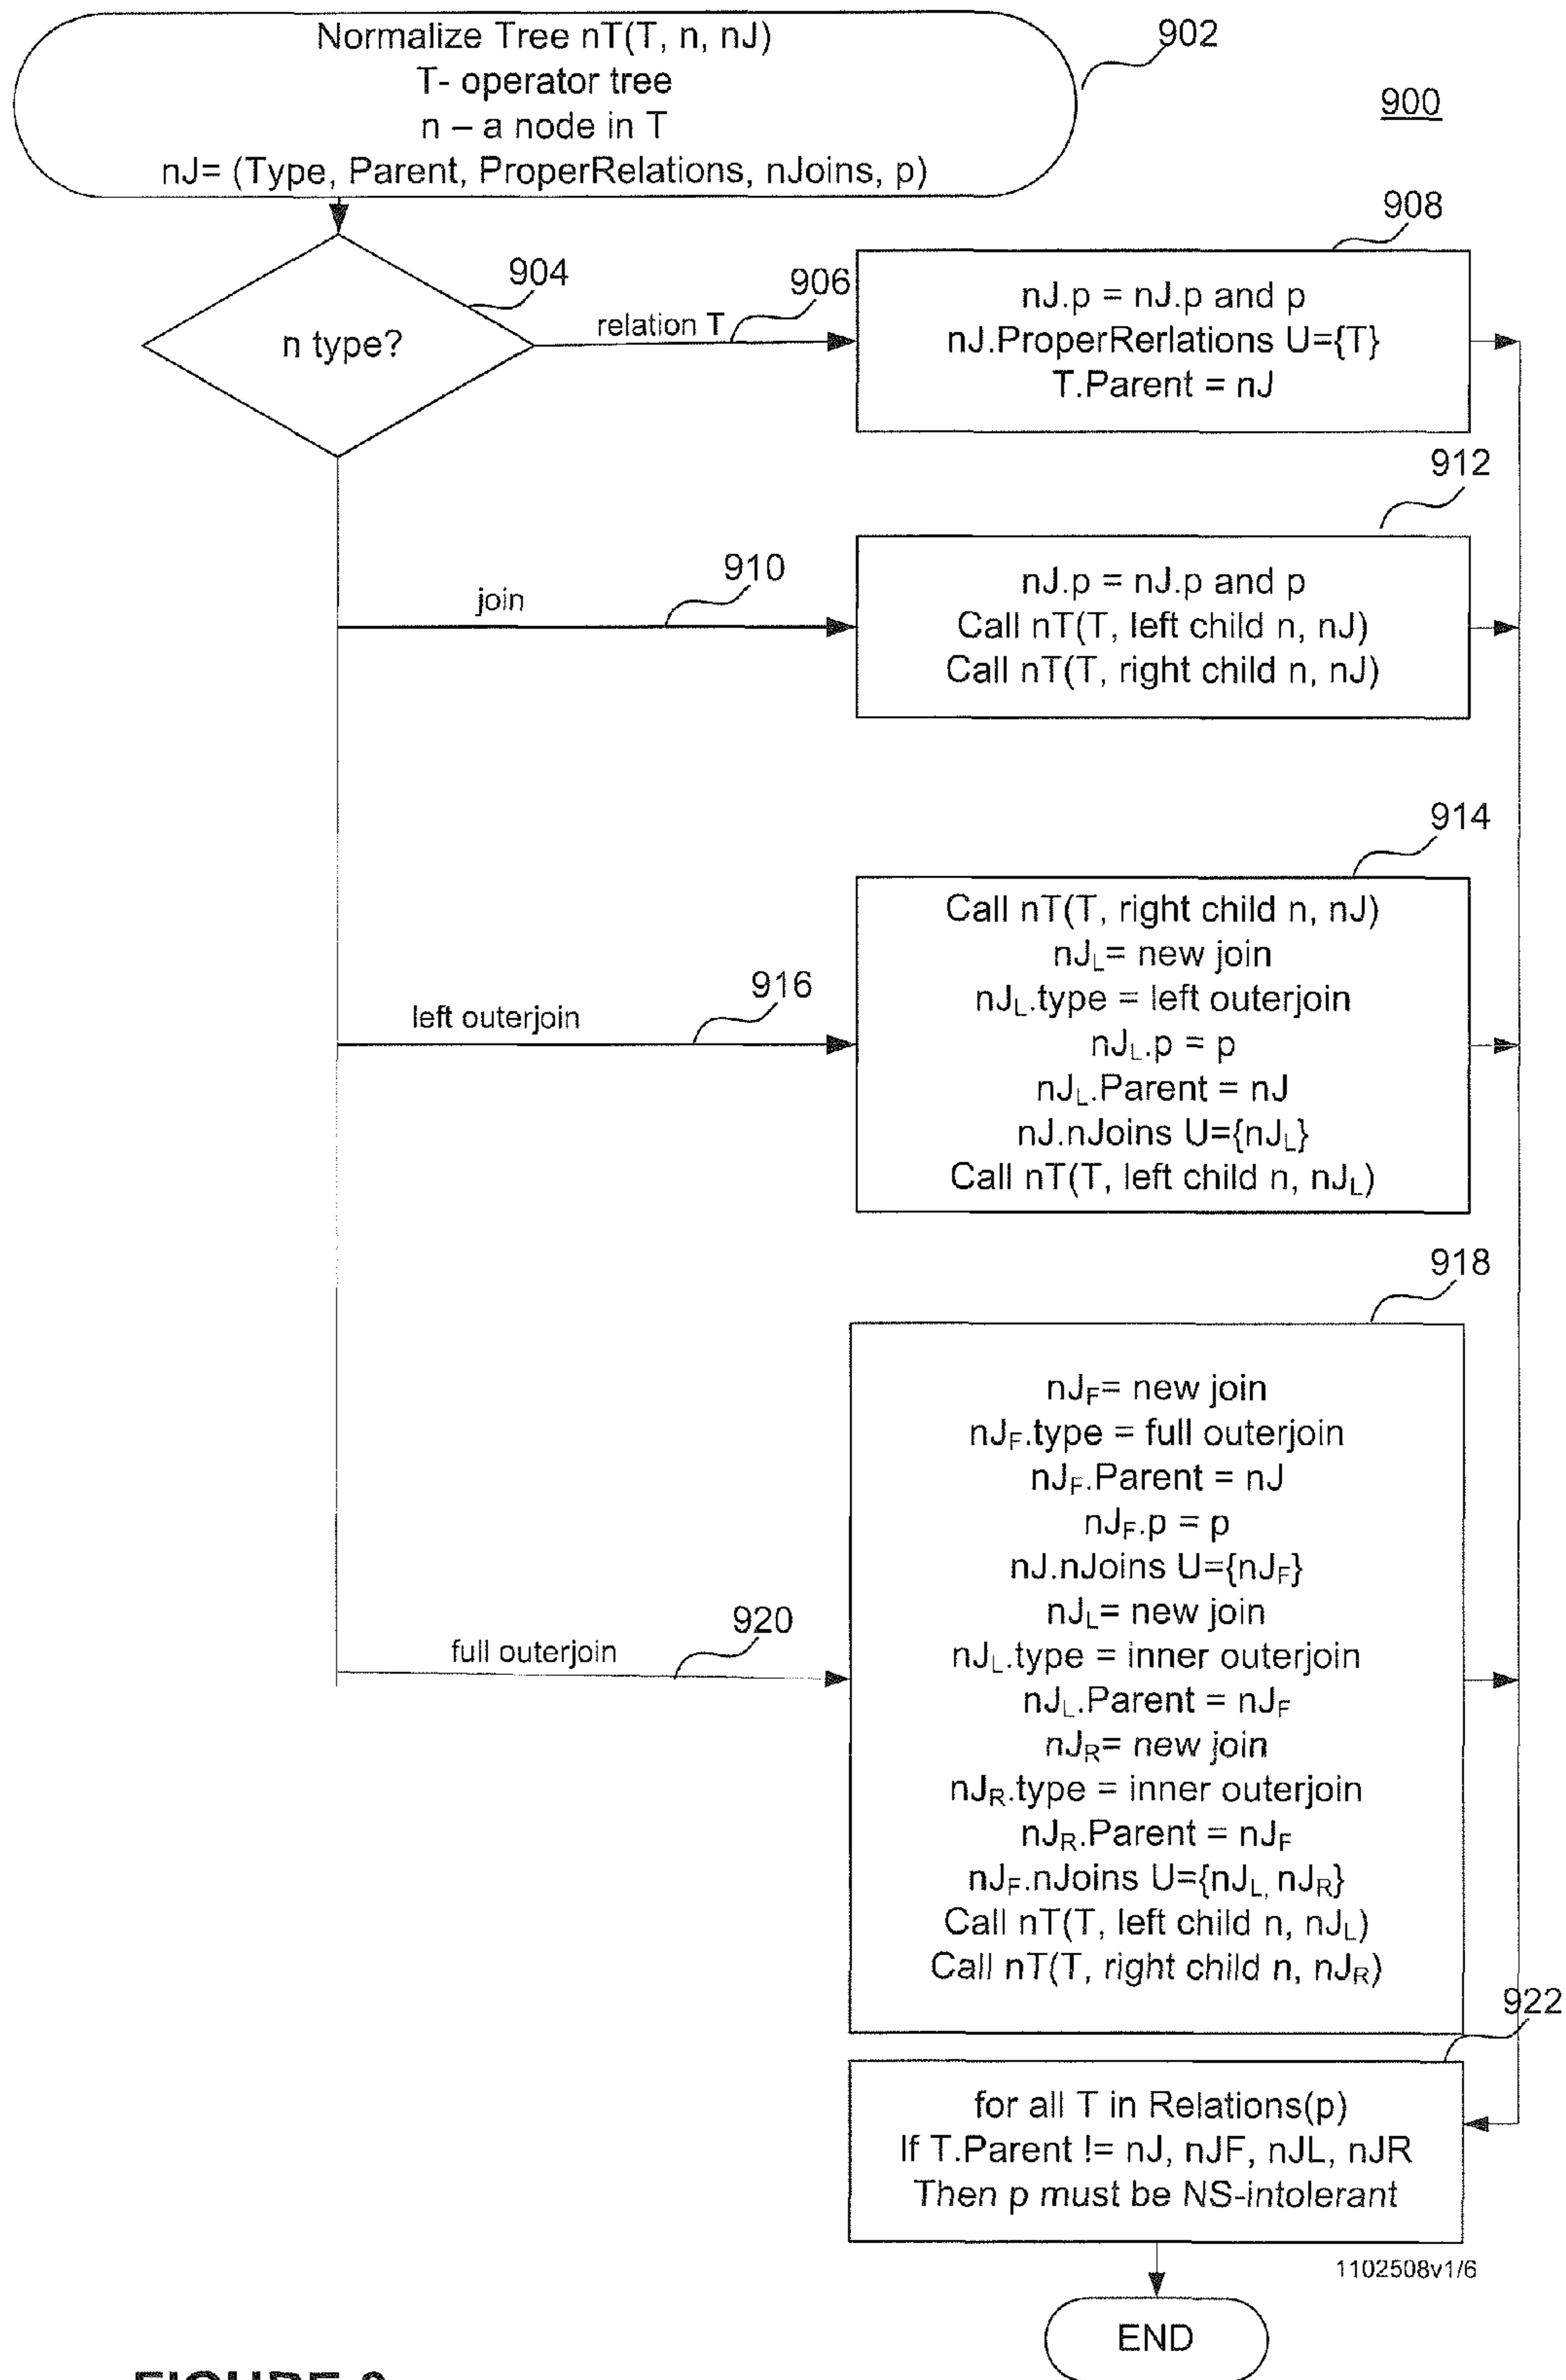 Normalize Tree nT(T, n, nJ)
T- operator tree
n – a node in T
nJ= (Type, Parent, ProperRelations, nJoins, p)
902
900
n type?
904
relation T
906
908
nJ.p = nJ.p and p
nJ.ProperRerlations U={T}
T.Parent = nJ
join
910
912
nJ.p = nJ.p and p
Call nT(T, left child n, nJ)
Call nT(T, right child n, nJ)
left outerjoin
916
914
Call nT(T, right child n, nJ)
nJL= new join
nJL.type = left outerjoin
nJL.p = p
nJL.Parent = nJ
nJ.nJoins U={nJL}
Call nT(T, left child n, nJL)
full outerjoin
920
918
nJF= new join
nJF.type = full outerjoin
nJF.Parent = nJ
nJF.p = p
nJ.nJoins U={nJF}
nJL= new join
nJL.type = inner outerjoin
nJL.Parent = nJF
nJR= new join
nJR.type = inner outerjoin
nJR.Parent = nJF
nJF.nJoins U={nJL, nJR}
Call nT(T, left child n, nJL)
Call nT(T, right child n, nJR)
922
for all T in Relations(p)
If T.Parent != nJ, nJF, nJL, nJR
Then p must be NS-intolerant
1102508v1/6
END
FIGURE